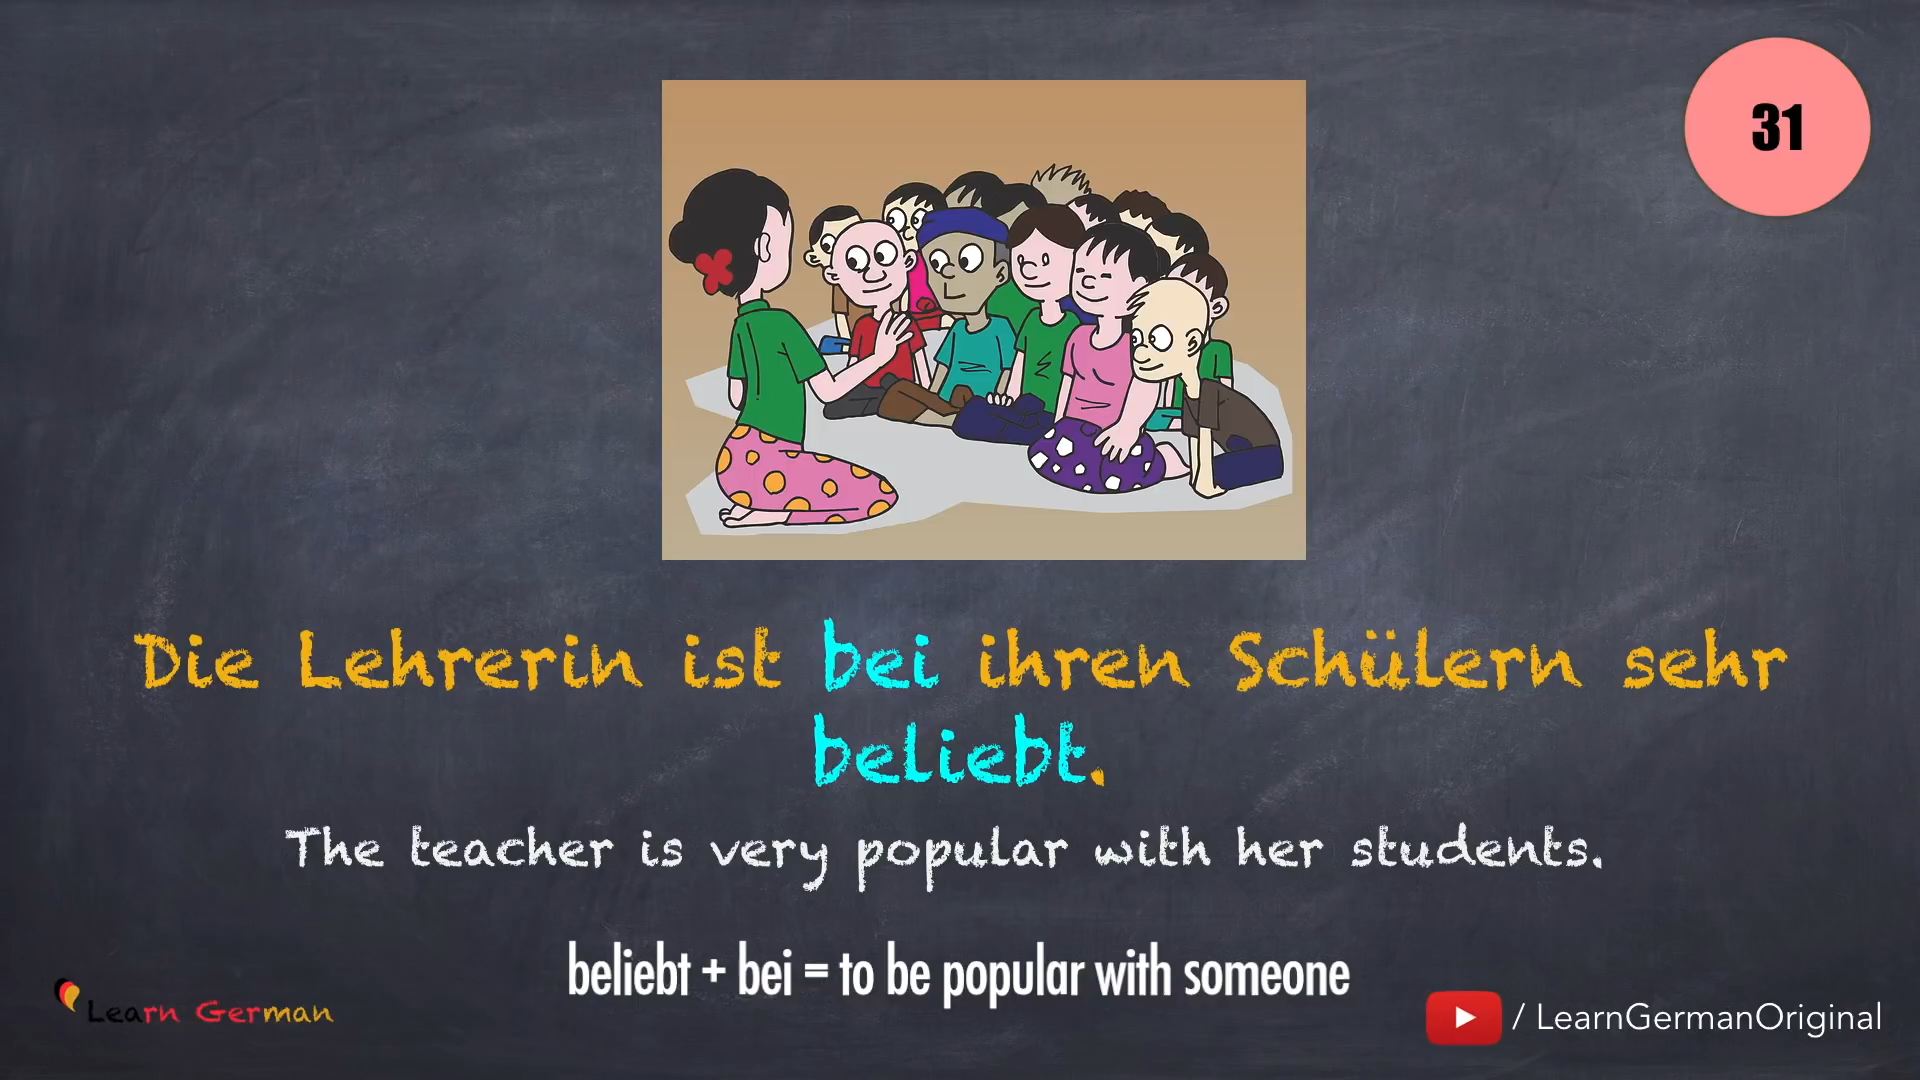 31
Die Lehrerin ist bei ihren Schülern sehr
beliebt.
The teacher is very popular with her students.
beliebt + bei = to be popular with someone
Learn German
/ LearnGermanOriginal